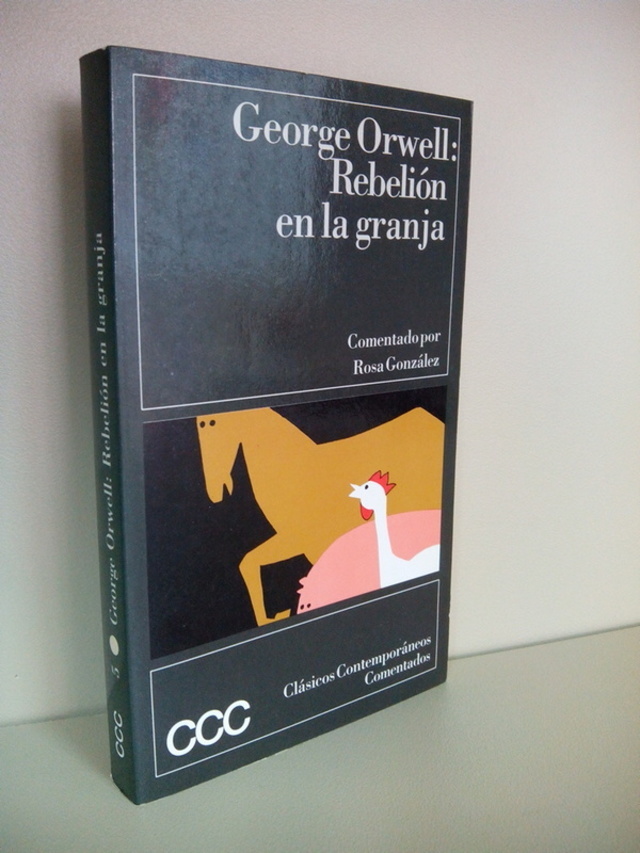 George Orwell:
Rebelión
en la granja
Comentado por
Rosa González
Clásicos Contemporáneos
Comentados
CCC
CCC 5 George Orwell: Rebelión en la granja